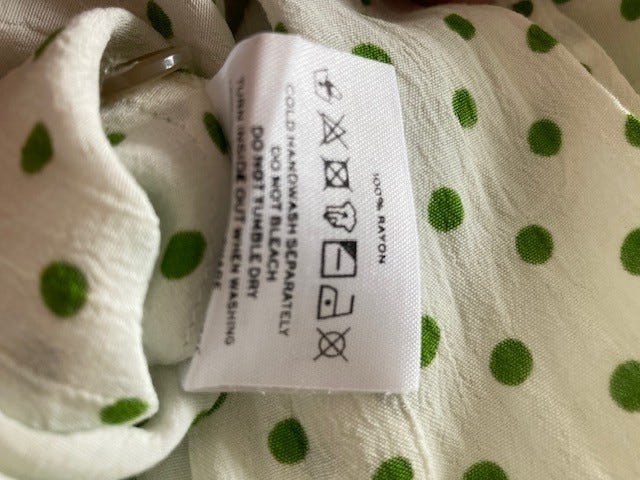 100% RAYON
COLD HANDWASH SEPARATELY
DO NOT BLEACH
DO NOT TUMBLE DRY
TURN INSIDE OUT WHEN WASHING